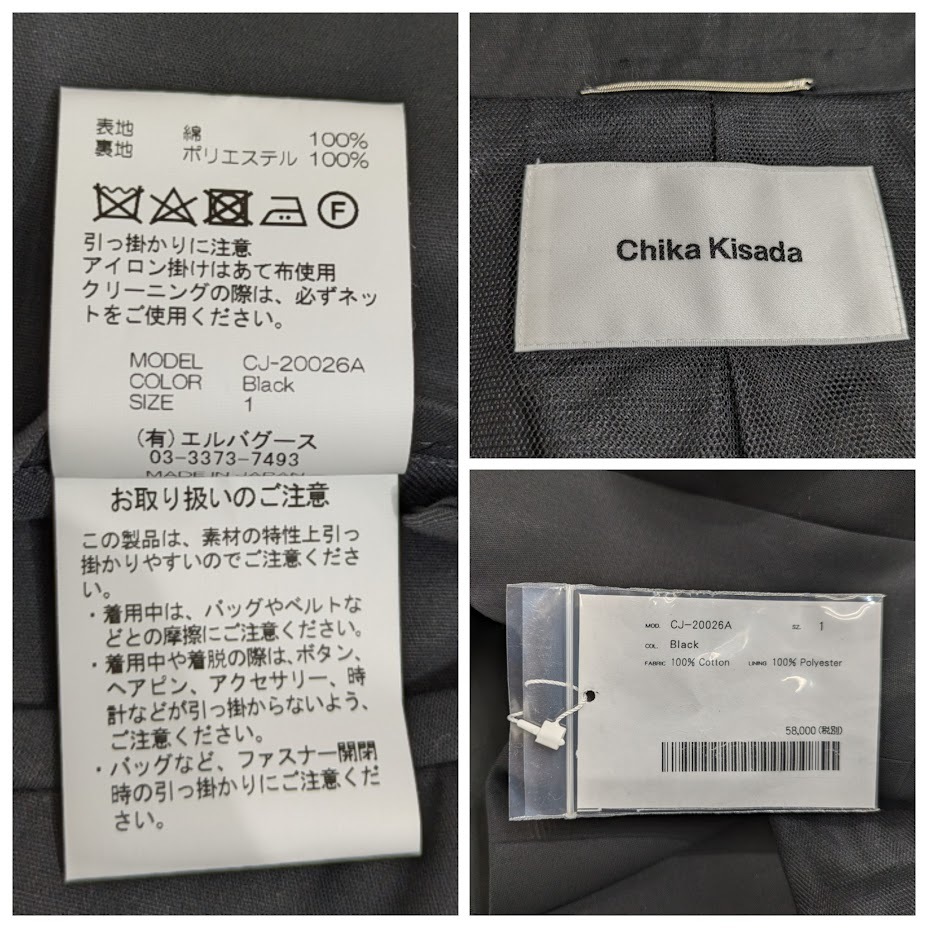 表地 綿 100%
裏地 ポリエステル 100%
F
引っ掛かりに注意
アイロン掛けはあて布使用
クリーニングの際は、必ずネッ
トをご使用ください。
MODEL CJ-20026A
COLOR Black
SIZE 1
(有)エルバグース
03-3373-7493
MADE IN JAPAN
お取り扱いのご注意
この製品は、素材の特性上引っ
掛かりやすいのでご注意くださ
い。
・着用中は、バッグやベルトな
どとの摩擦にご注意ください。
・着用中や着脱の際は、ボタン、
ヘアピン、アクセサリー、時
計などが引っ掛からないよう、
ご注意ください。
・バッグなど、ファスナー開閉
時の引っ掛かりにご注意くだ
さい。
Chika Kisada
MOD. CJ-20026A SZ. 1
COL. Black
FABRIC 100% Cotton LINING 100% Polyester
58,000(税別)